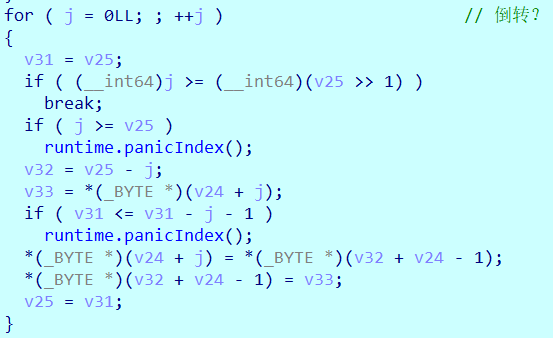 for ( j = 0LL; ; ++j ) // 倒转?
{
v31 = v25;
if ( (__int64)j >= (__int64)(v25 >> 1) )
break;
if ( j >= v25 )
runtime.panicIndex();
v32 = v25 - j;
v33 = *(_BYTE *)(v24 + j);
if ( v31 <= v31 - j - 1 )
runtime.panicIndex();
*(_BYTE *)(v24 + j) = *(_BYTE *)(v32 + v24 - 1);
*(_BYTE *)(v32 + v24 - 1) = v33;
v25 = v31;
}